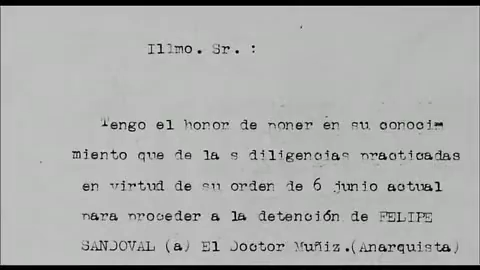 Illmo. Sr. :
Tengo el honor de poner en su conocim
miento que de la s diligencias practicadas
en virtud de su orden de 6 junio actual
para proceder a la detención de FELIPE
SANDOVAL (a) El Doctor Muñiz.(Anarquista)